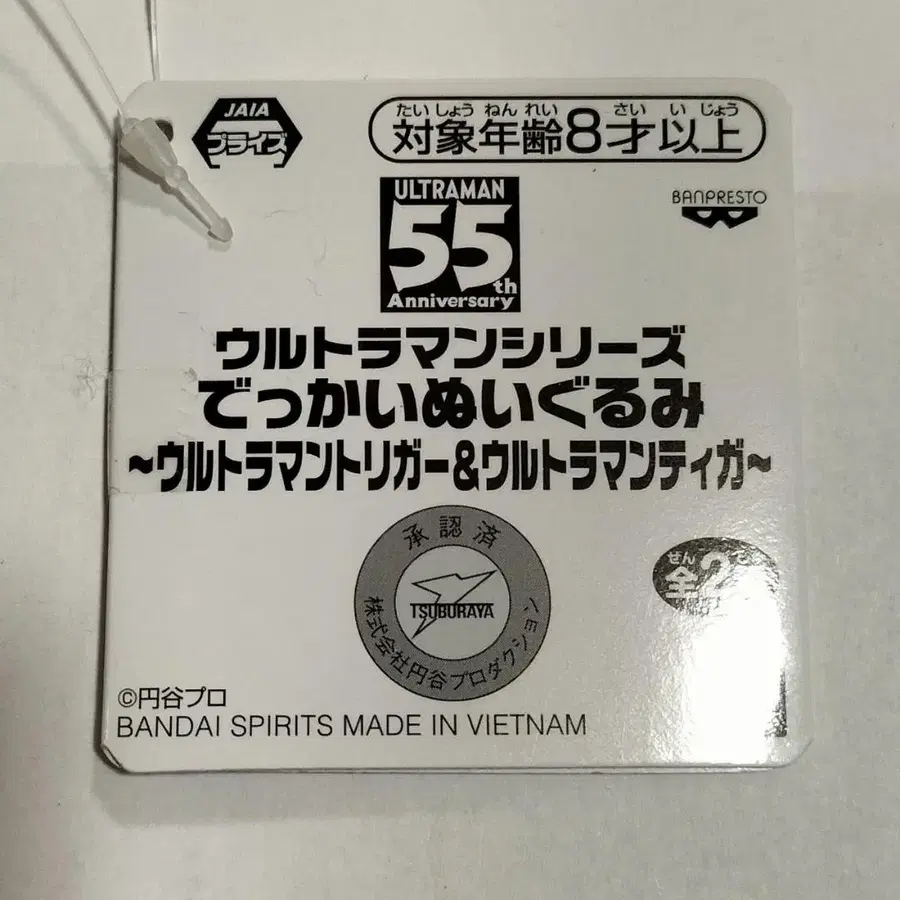 JAIA
プライズ
たいしょうねんれい さいいじょう
対象年齢8才以上
ULTRAMAN
55th
Anniversary
BANPRESTO
ウルトラマンシリーズ
でっかいぬいぐるみ
～ウルトラマントリガー&ウルトラマンティガ～
承認済
TSUBURAYA
株式会社円谷プロダクション
ぜん
全2
©円谷プロ
BANDAI SPIRITS MADE IN VIETNAM